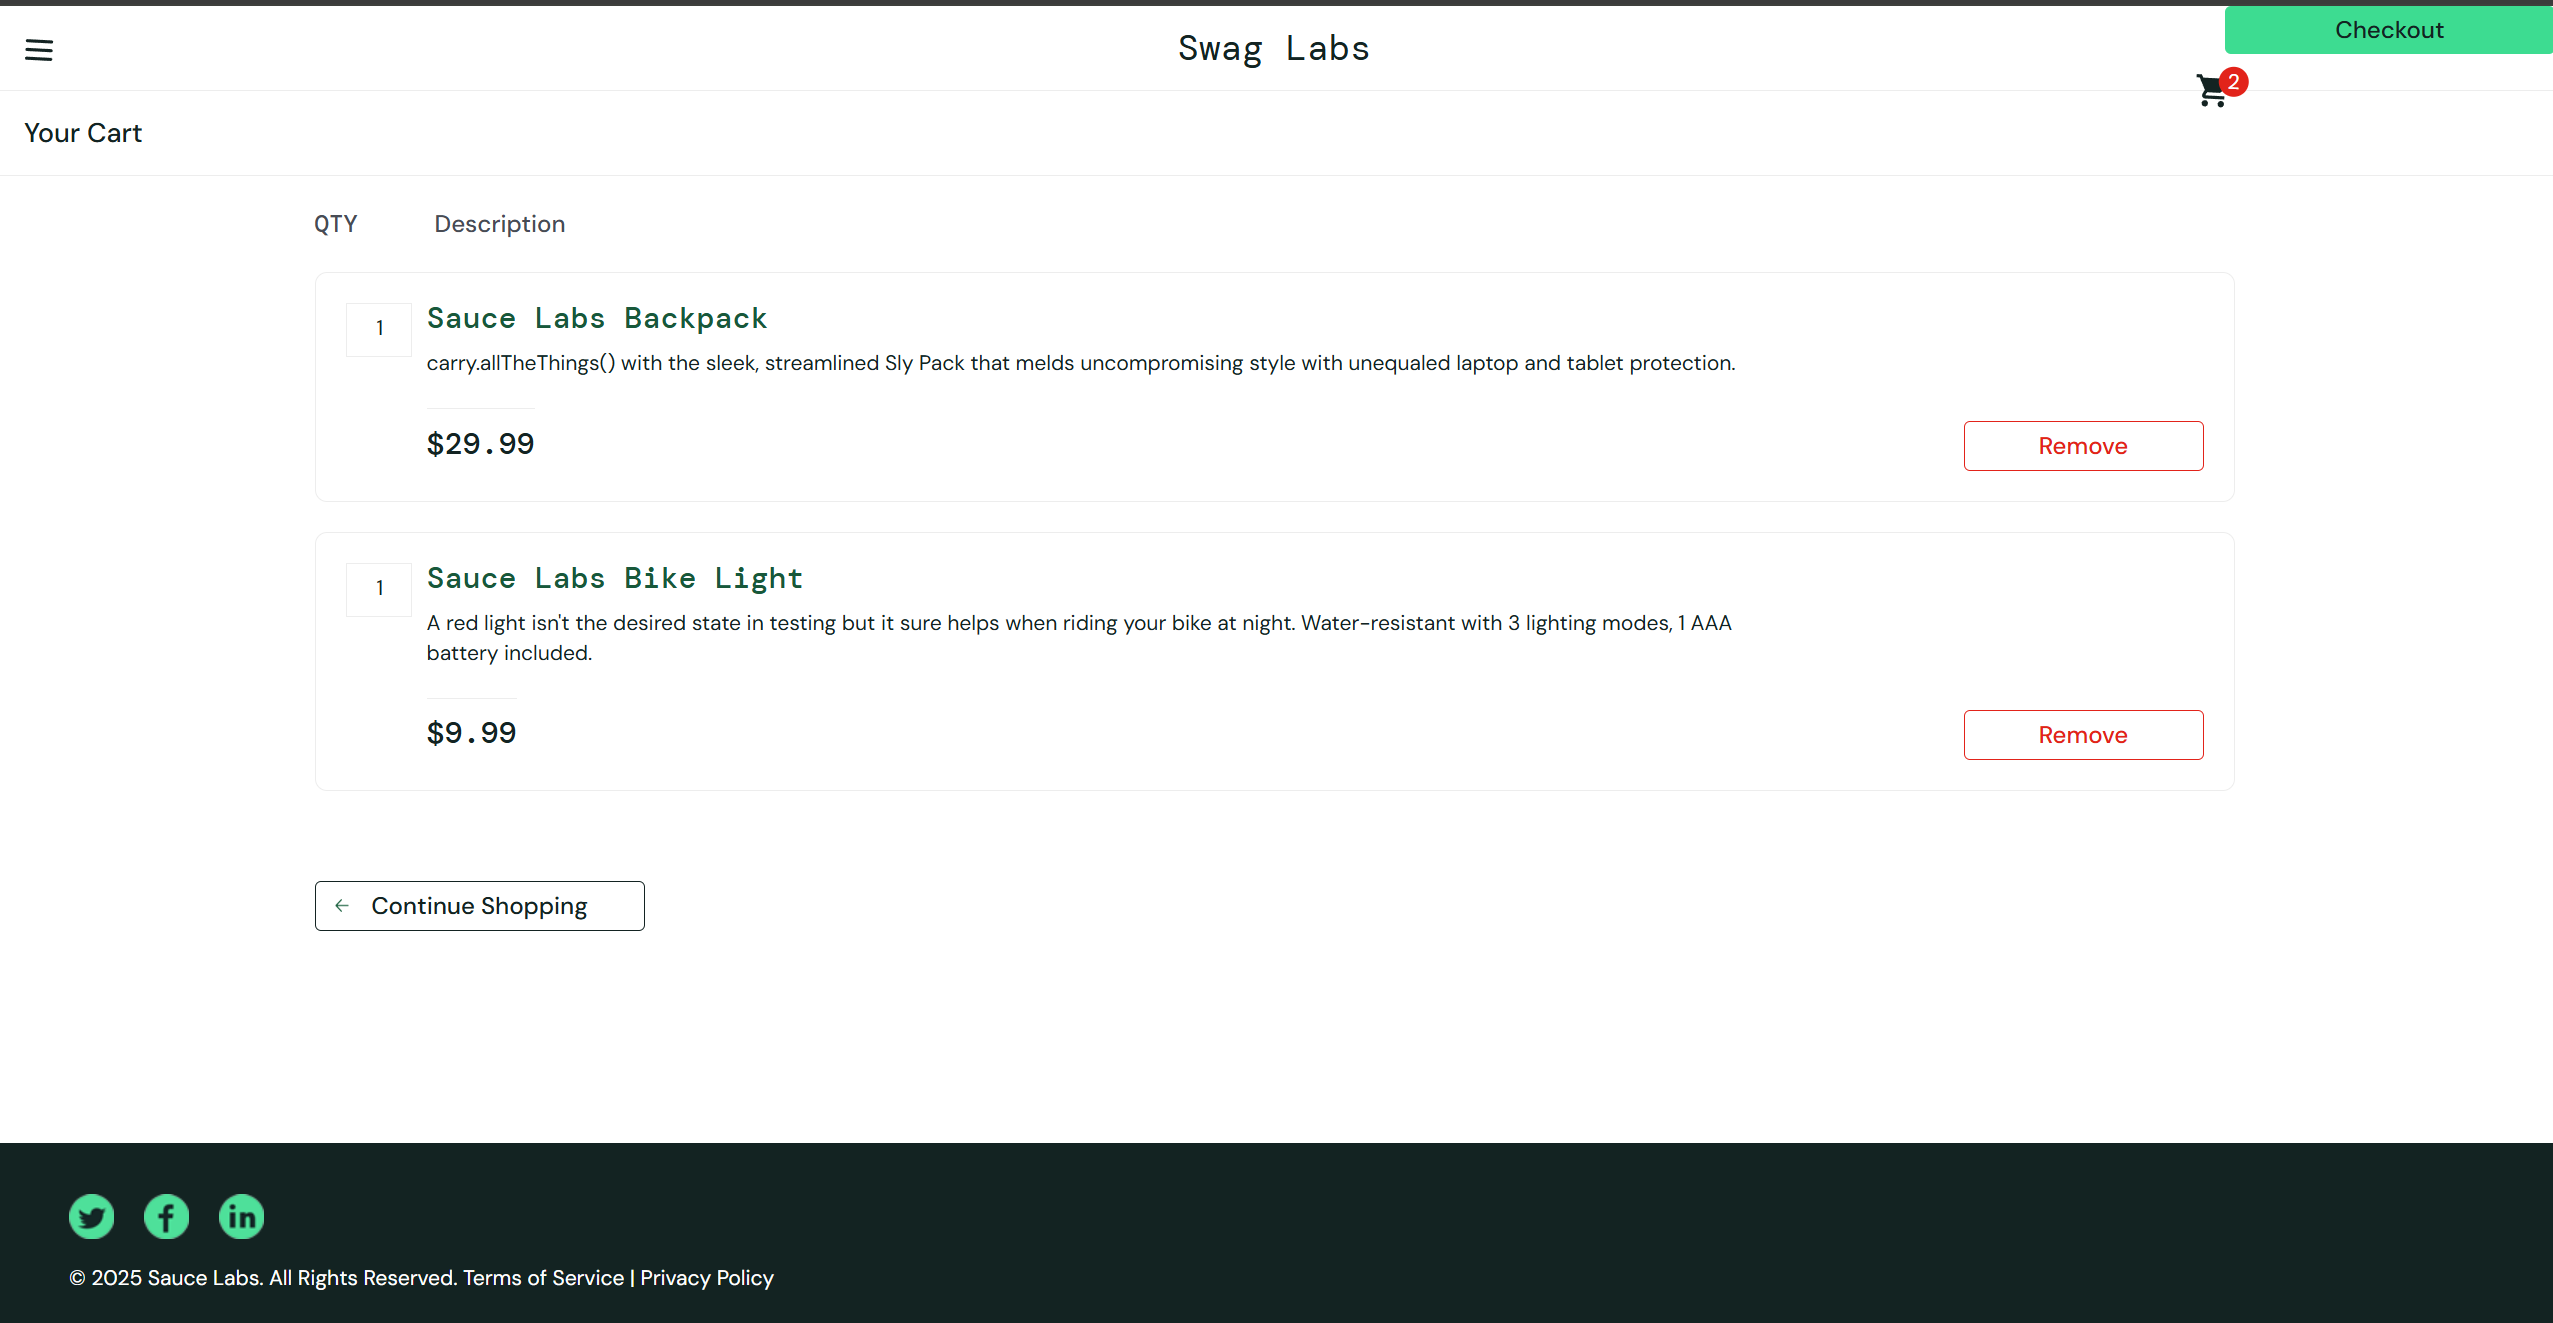 Swag Labs
Checkout
2
Your Cart
QTY Description
1
Sauce Labs Backpack
carry.allTheThings() with the sleek, streamlined Sly Pack that melds uncompromising style with unequaled laptop and tablet protection.
$29.99
Remove
1
Sauce Labs Bike Light
A red light isn't the desired state in testing but it sure helps when riding your bike at night. Water-resistant with 3 lighting modes, 1 AAA
battery included.
$9.99
Remove
Continue Shopping
© 2025 Sauce Labs. All Rights Reserved. Terms of Service | Privacy Policy